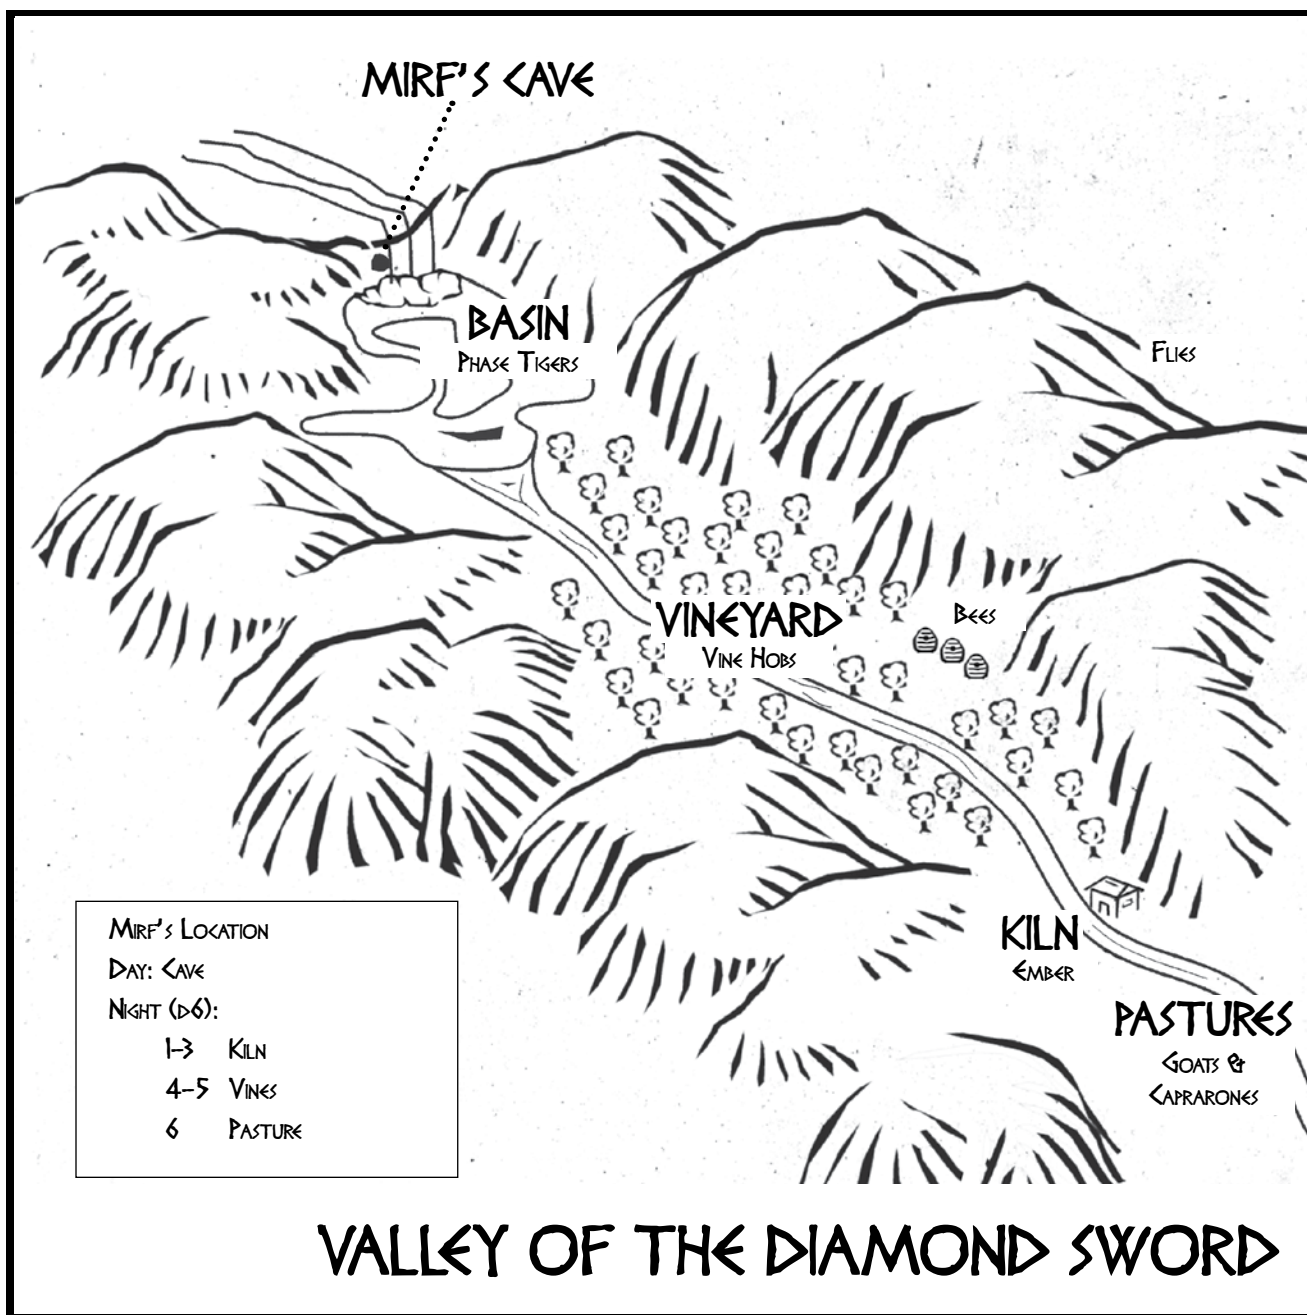 MIRF'S CAVE
BASIN
PHASE TIGERS
FLIES
VINEYARD
VINE HOBS
BEES
KILN
EMBER
PASTURES
GOATS &
CAPRARONES
MIRF'S LOCATION
DAY: CAVE
NIGHT (D6):
1-3 KILN
4-5 VINES
6 PASTURE
VALLEY OF THE DIAMOND SWORD